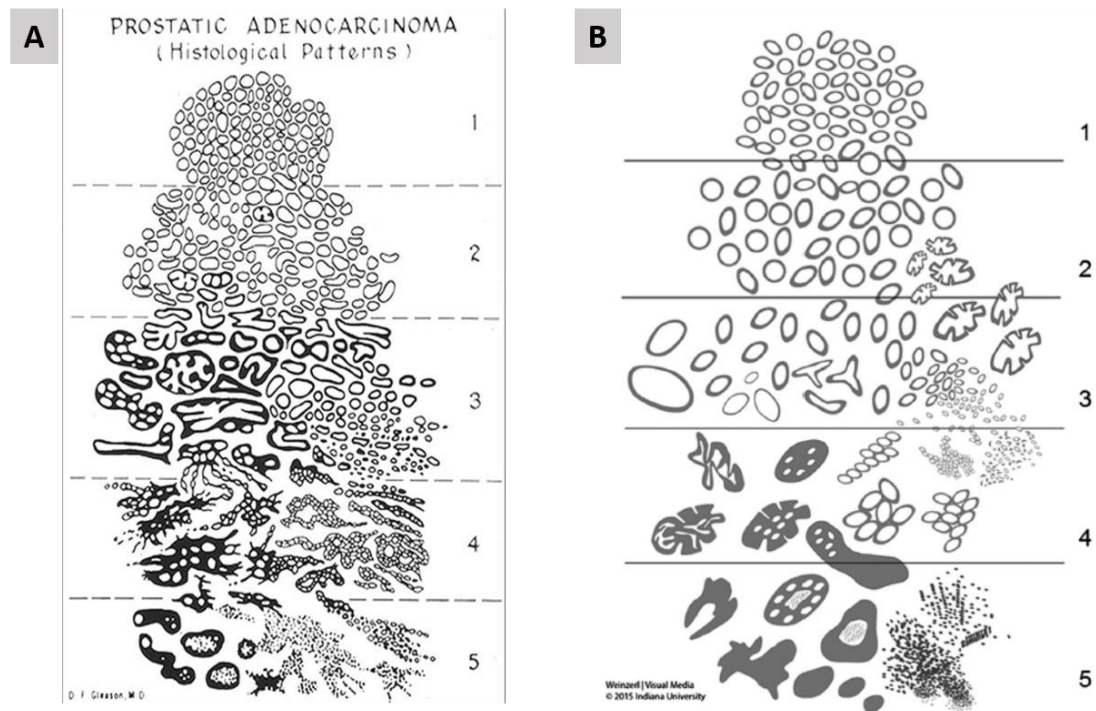 A
PROSTATIC ADENOCARCINOMA
(Histological Patterns)
1
2
3
4
5
D. F. Gleason, M.D.
B
1
2
3
4
5
Weinzerl | Visual Media
© 2015 Indiana University